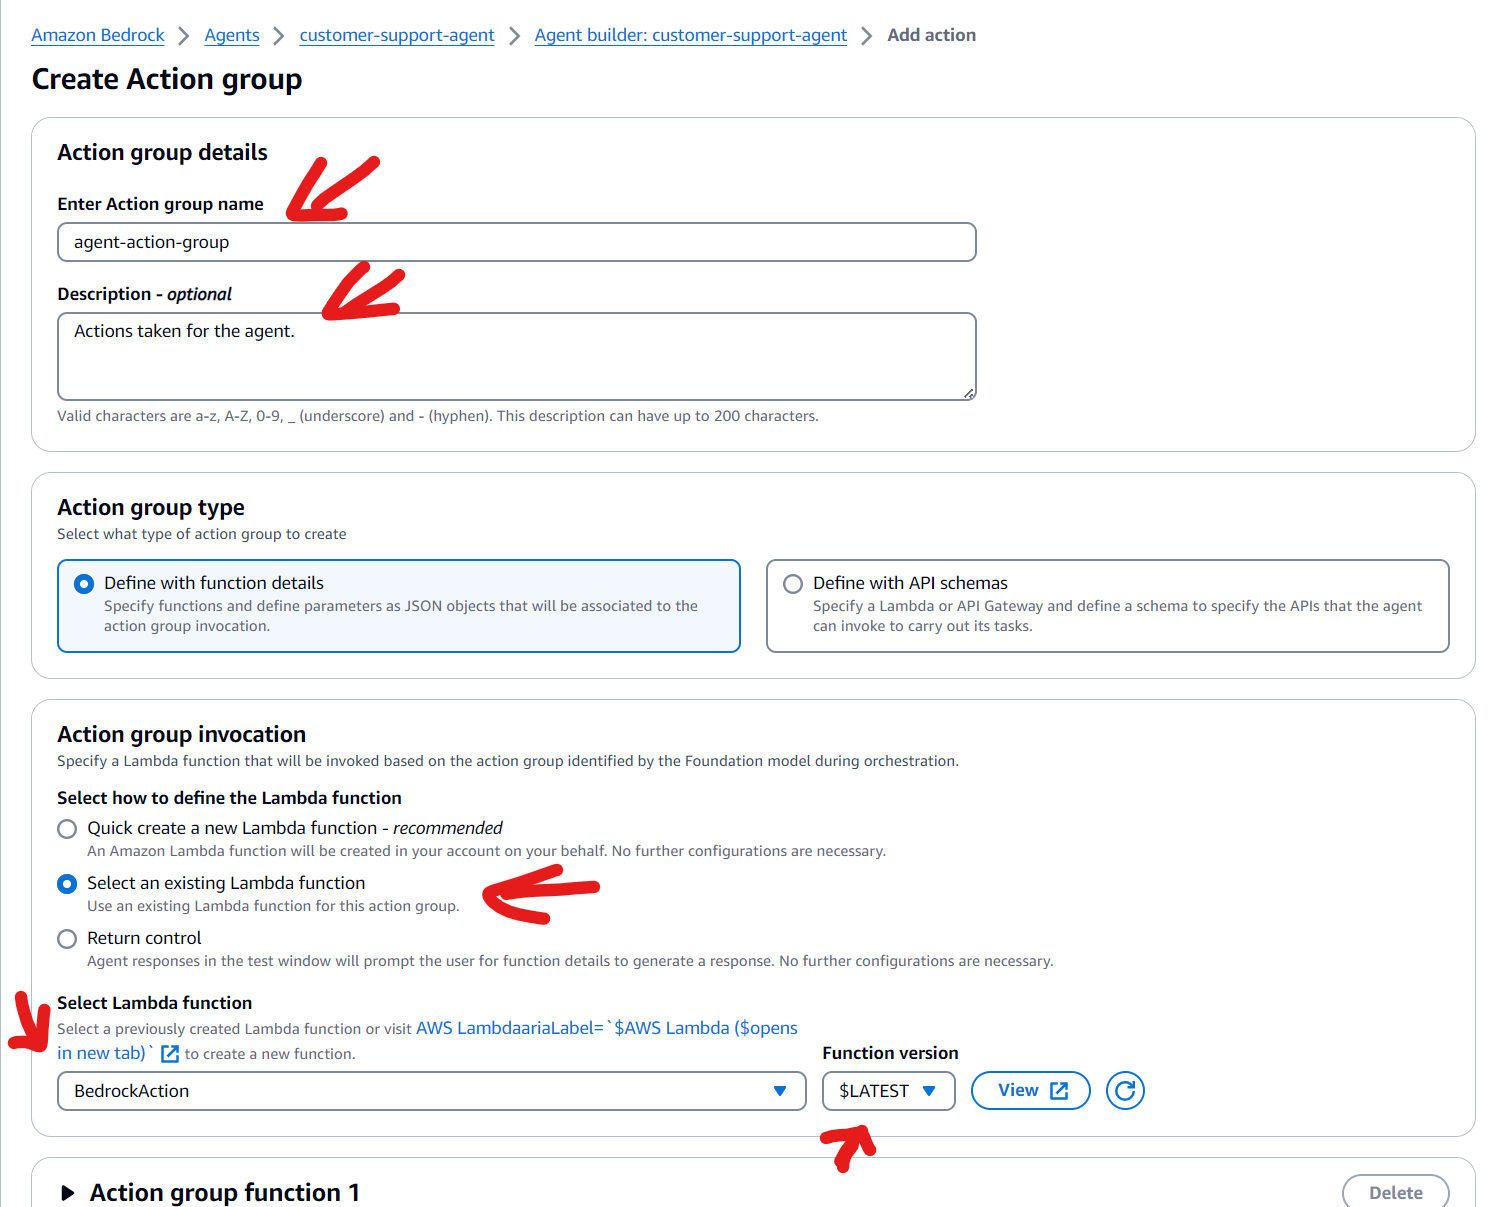 Amazon Bedrock > Agents > customer-support-agent > Agent builder: customer-support-agent > Add action
Create Action group
Action group details
Enter Action group name
agent-action-group
Description - optional
Actions taken for the agent.
Valid characters are a-z, A-Z, 0-9, _ (underscore) and - (hyphen). This description can have up to 200 characters.
Action group type
Select what type of action group to create
Define with function details
Specify functions and define parameters as JSON objects that will be associated to the
action group invocation.
Define with API schemas
Specify a Lambda or API Gateway and define a schema to specify the APIs that the agent
can invoke to carry out its tasks.
Action group invocation
Specify a Lambda function that will be invoked based on the action group identified by the Foundation model during orchestration.
Select how to define the Lambda function
Quick create a new Lambda function - recommended
An Amazon Lambda function will be created in your account on your behalf. No further configurations are necessary.
Select an existing Lambda function
Use an existing Lambda function for this action group.
Return control
Agent responses in the test window will prompt the user for function details to generate a response. No further configurations are necessary.
Select Lambda function
Select a previously created Lambda function or visit AWS LambdaariaLabel=`$AWS Lambda ($opens
in new tab)` to create a new function.
BedrockAction
Function version
$LATEST
View
Action group function 1
Delete